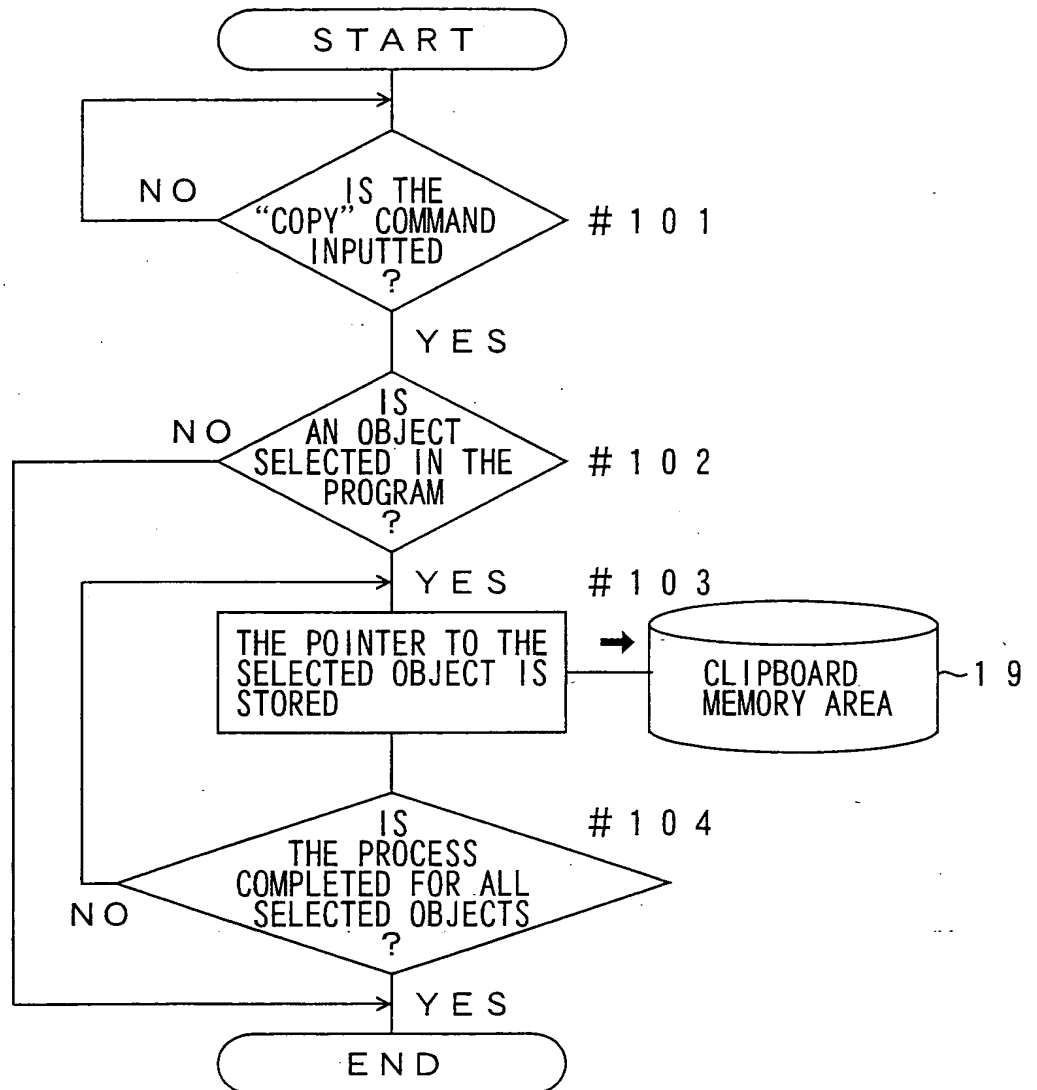 START
NO
IS THE
“COPY” COMMAND
INPUTTED
?
#101
YES
NO
IS
AN OBJECT
SELECTED IN THE
PROGRAM
?
#102
YES
#103
THE POINTER TO THE
SELECTED OBJECT IS
STORED
CLIPBOARD
MEMORY AREA
19
IS
THE PROCESS
COMPLETED FOR ALL
SELECTED OBJECTS
?
#104
NO
YES
END